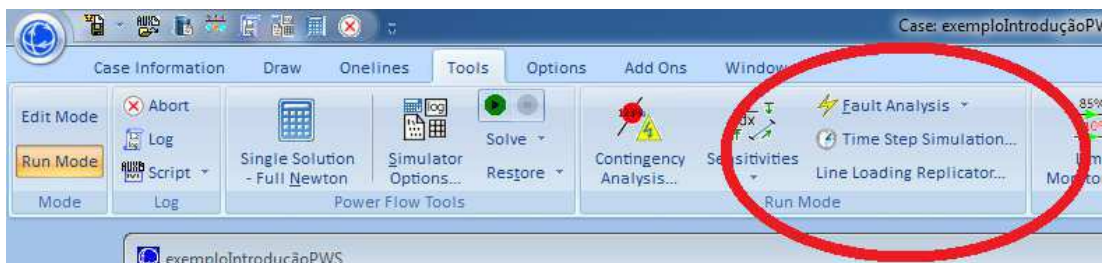 Case: exemploIntroduçãoPW
Case Information Draw Onelines Tools Options Add Ons Window
Edit Mode
Run Mode
Mode
Abort
Log
Script
Log
Single Solution
- Full Newton
Simulator
Options...
Solve
Restore
Power Flow Tools
Contingency
Analysis...
Sensitivities
Fault Analysis
Time Step Simulation...
Line Loading Replicator...
Run Mode
85%
exemploIntroduçãoPWS